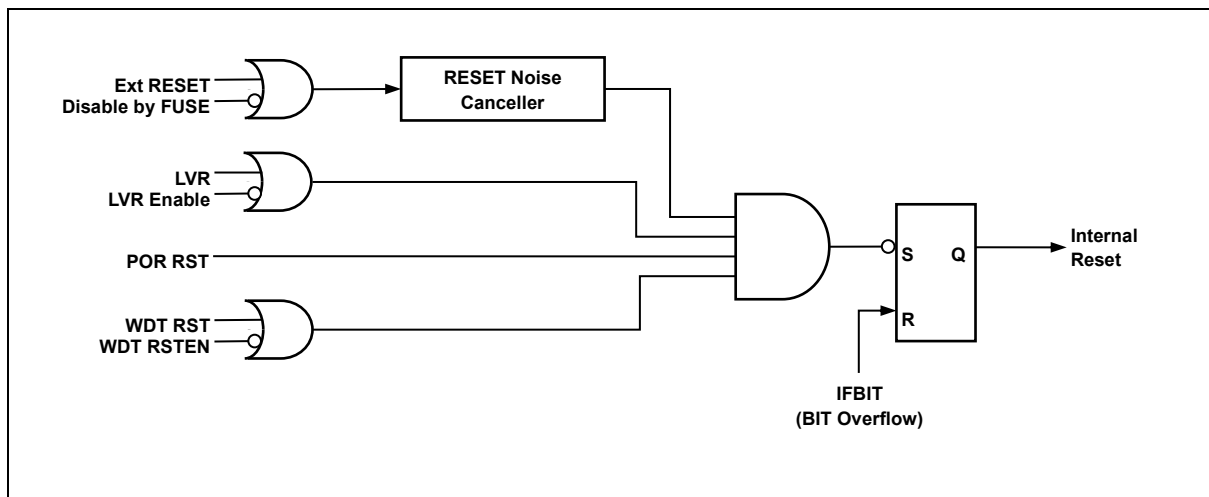 Ext RESET
Disable by FUSE
RESET Noise
Canceller
LVR
LVR Enable
POR RST
WDT RST
WDT RSTEN
S
Q
R
Internal
Reset
IFBIT
(BIT Overflow)